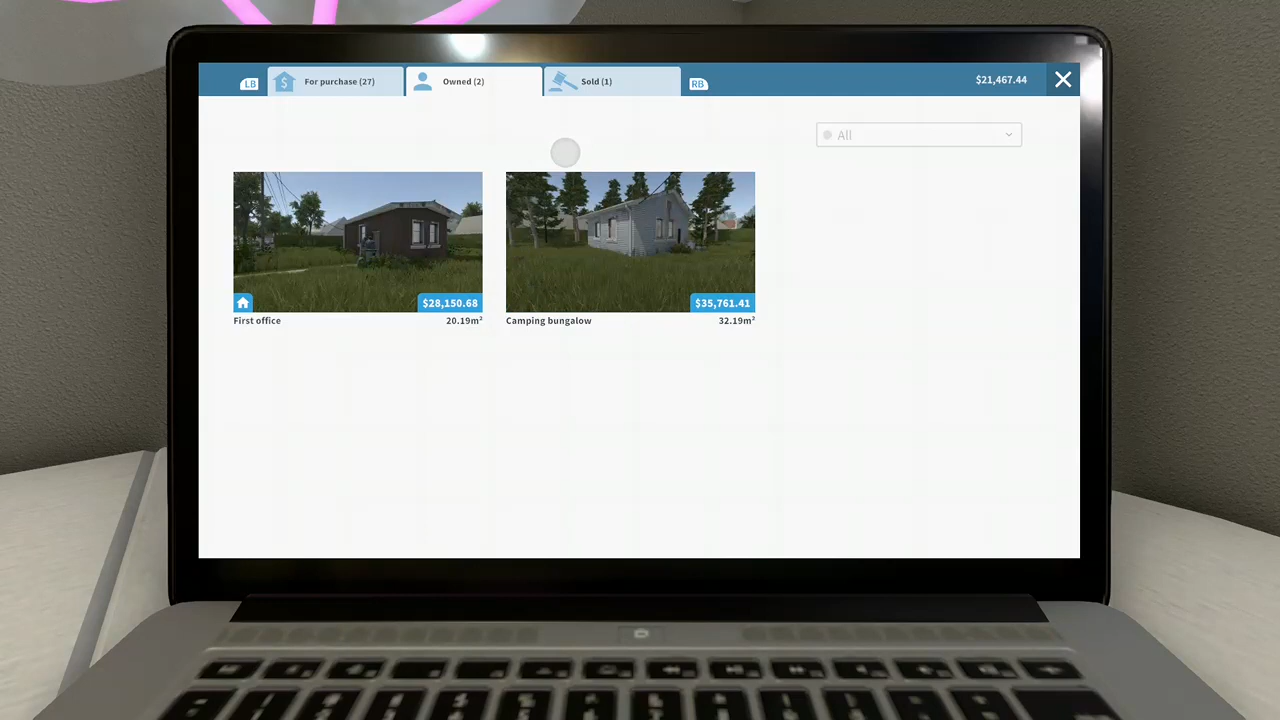 LB
For purchase (27)
Owned (2)
Sold (1)
RB
$21,467.44
All
$28,150.68
$35,761.41
First office
20.19m²
Camping bungalow
32.19m²